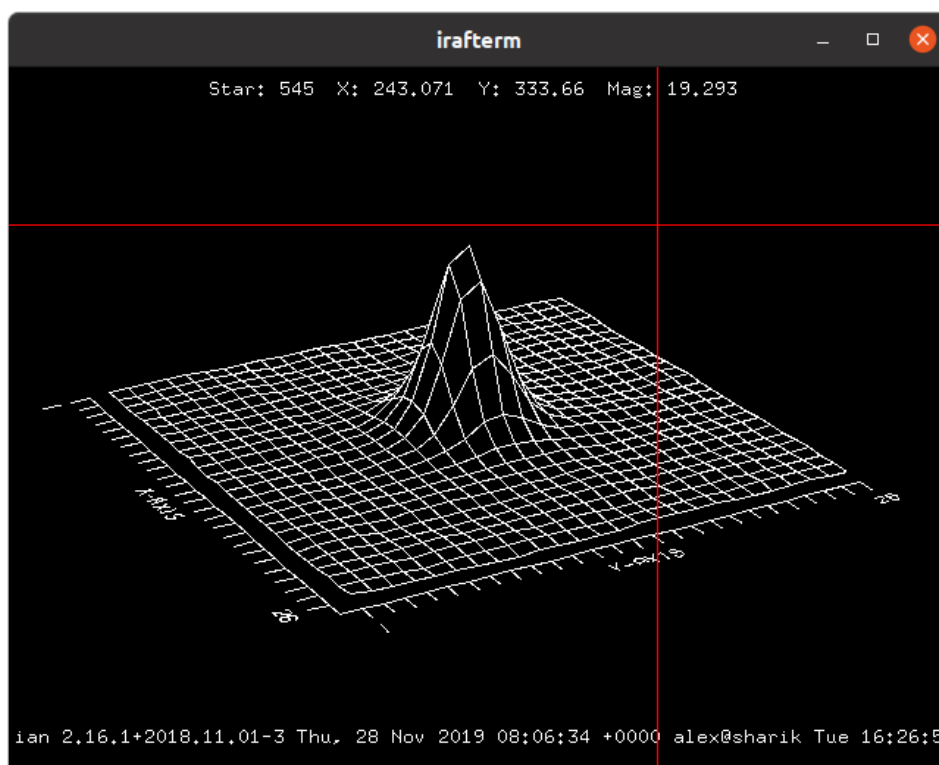 irafterm
Star: 545 X: 243.071 Y: 333.66 Mag: 19.293
1
X-AXIS
26
1
Y-AXIS
26
ian 2.16.1+2018.11.01-3 Thu, 28 Nov 2019 08:06:34 +0000 alex@sharik Tue 16:26:5